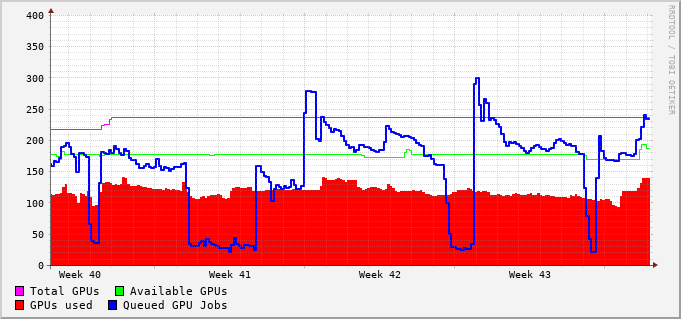 RRDTOOL / TOBI OETIKER
400
350
300
250
200
150
100
50
0
Week 40 Week 41 Week 42 Week 43
Total GPUs Available GPUs
GPUs used Queued GPU Jobs